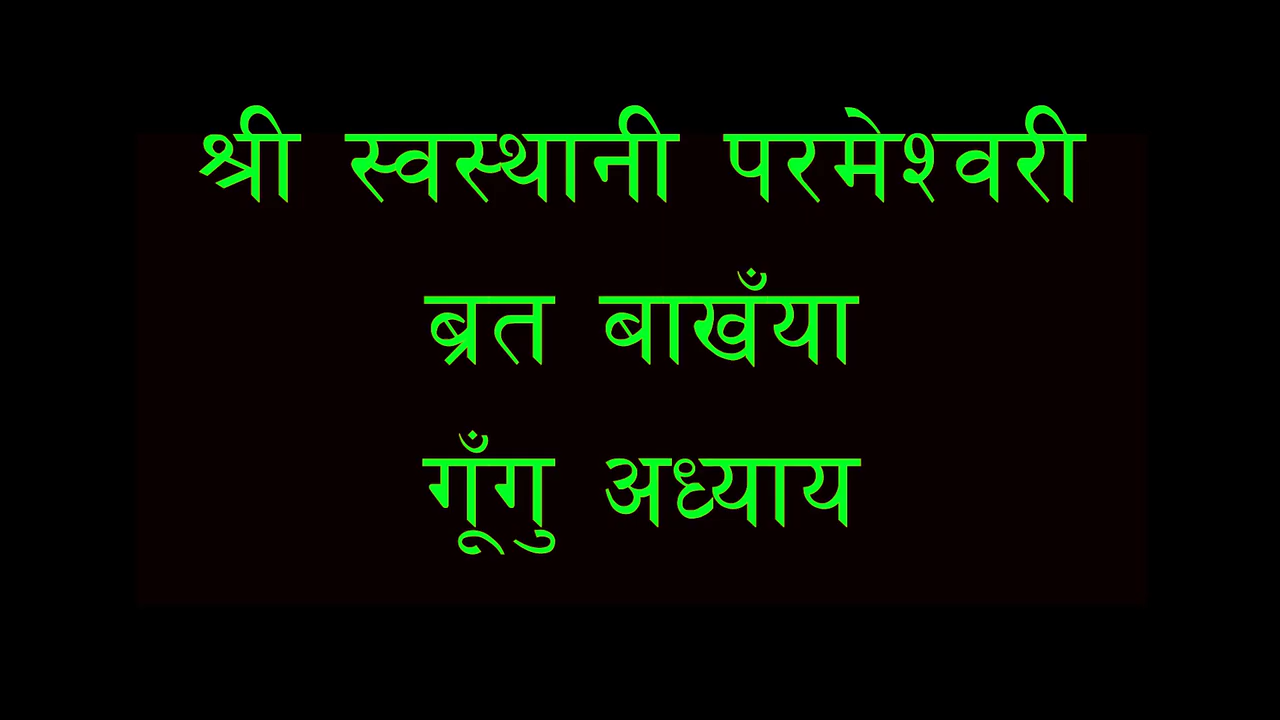 श्री स्वस्थानी परमेश्वरी
ब्रत बाखँया
गूँगु अध्याय